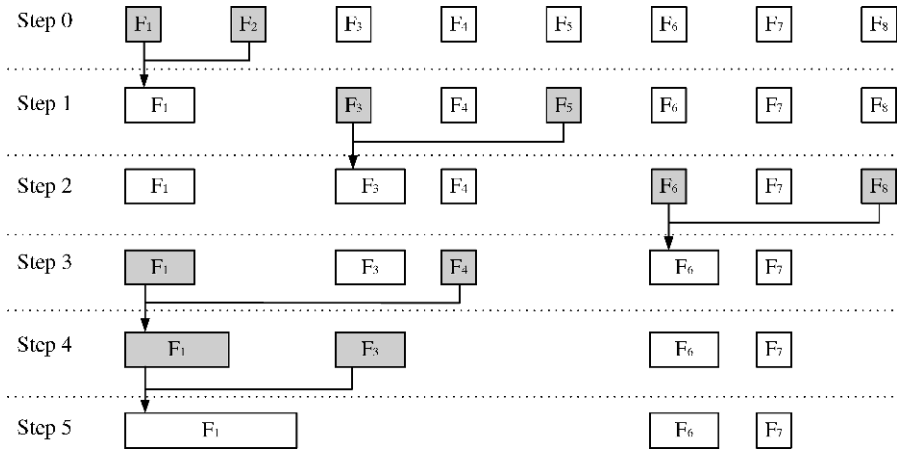 Step 0 F1 F2 F3 F4 F5 F6 F7 F8
Step 1 F1 F3 F4 F5 F6 F7 F8
Step 2 F1 F3 F4 F6 F7 F8
Step 3 F1 F3 F4 F6 F7
Step 4 F1 F3 F6 F7
Step 5 F1 F6 F7